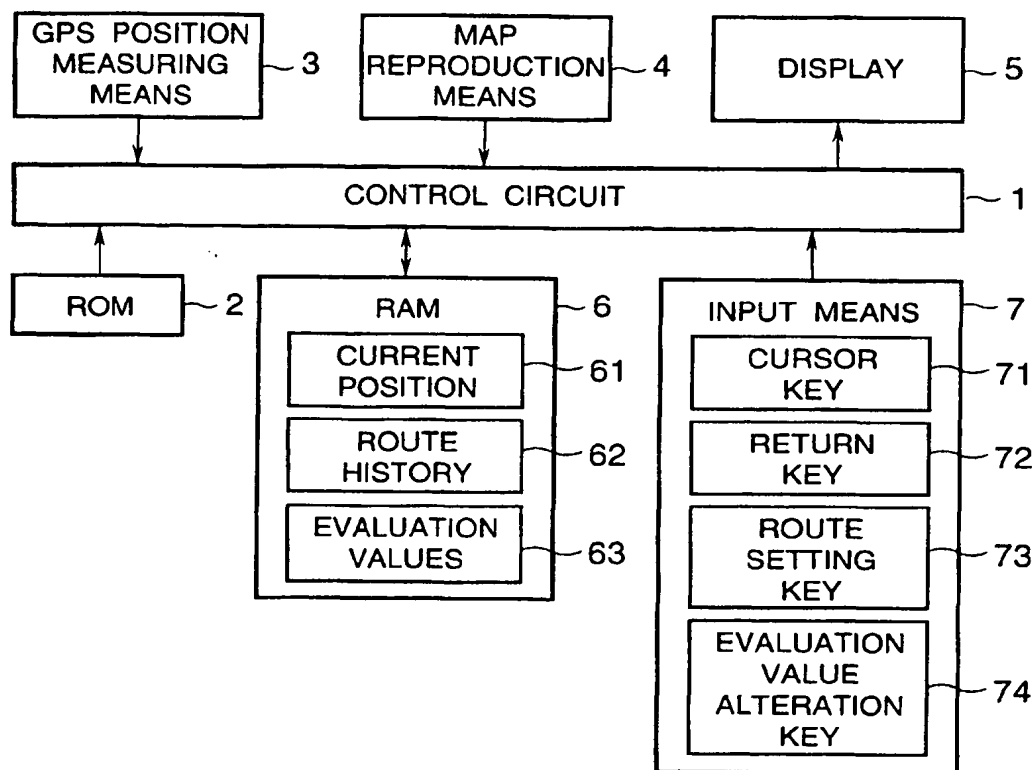 GPS POSITION
MEASURING
MEANS
3
MAP
REPRODUCTION
MEANS
4
DISPLAY
5
CONTROL CIRCUIT
1
ROM
2
RAM
6
CURRENT
POSITION
61
ROUTE
HISTORY
62
EVALUATION
VALUES
63
INPUT MEANS
7
CURSOR
KEY
71
RETURN
KEY
72
ROUTE
SETTING
KEY
73
EVALUATION
VALUE
ALTERATION
KEY
74